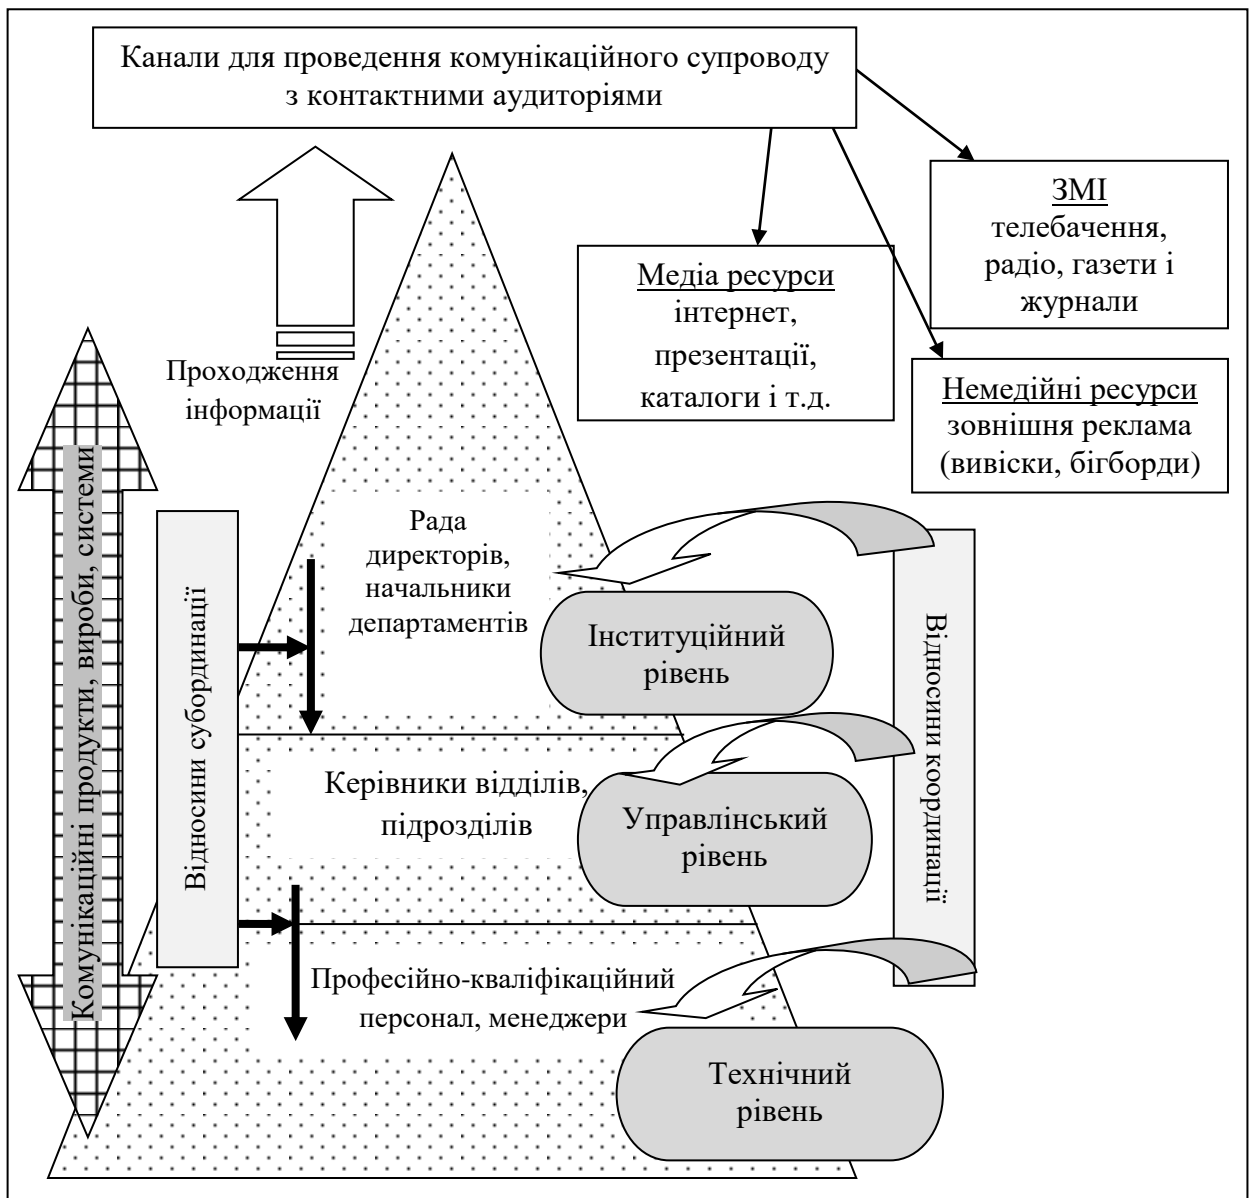 Канали для проведення комунікаційного супроводу
з контактними аудиторіями
ЗМІ
телебачення,
радіо, газети і
журнали
Медіа ресурси
інтернет,
презентації,
каталоги і т.д.
Немедійні ресурси
зовнішня реклама
(вивіски, бігборди)
Проходження
інформації
Комунікаційні продукти, вироби, системи
Відносини субординації
Рада
директорів,
начальники
департаментів
Інституційний
рівень
Відносини координації
Керівники відділів,
підрозділів
Управлінський
рівень
Професійно-кваліфікаційний
персонал, менеджери
Технічний
рівень